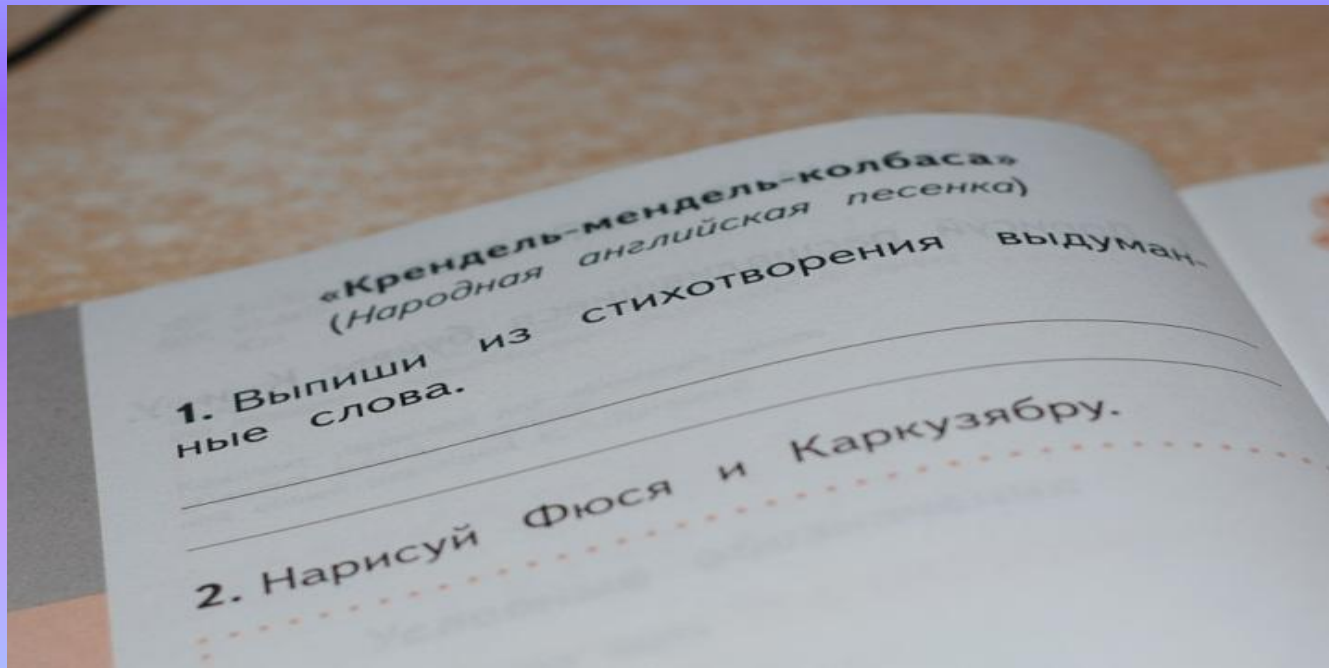 «Крендель-мендель-колбаса»
(Народная английская песенка)
1. Выпиши из стихотворения выдуман-
ные слова.
2. Нарисуй Фюся и Каркузябру.